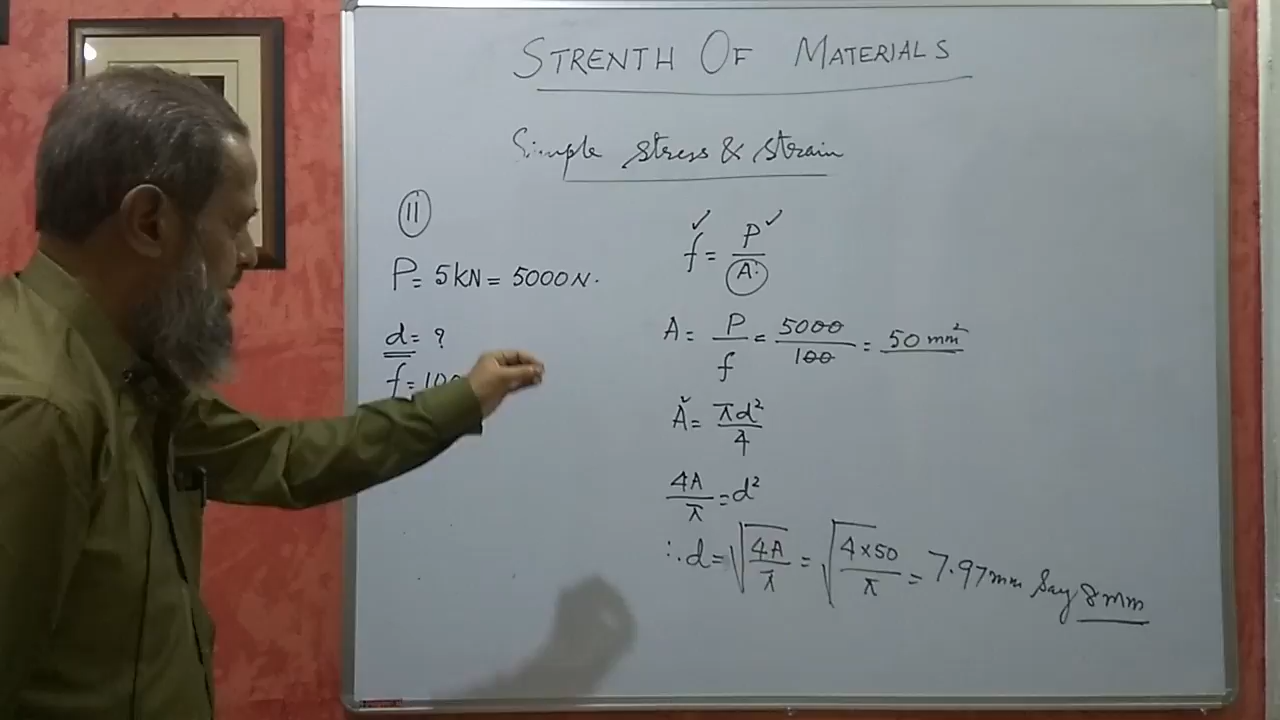 STRENTH OF MATERIALS
Simple stress & strain
11
P = 5kN = 5000N.
d = ?
f = 100
f = P/A
A = P/f = 5000/100 = 50 mm²
A = πd²/4
4A/π = d²
∴ d = √(4A/π) = √(4×50/π) = 7.97mm Say 8mm